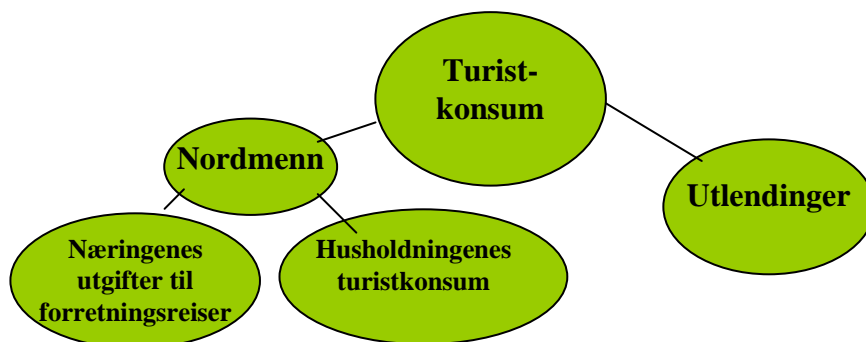 Turist-
konsum
Nordmenn
Utlendinger
Næringenes
utgifter til
forretningsreiser
Husholdningenes
turistkonsum